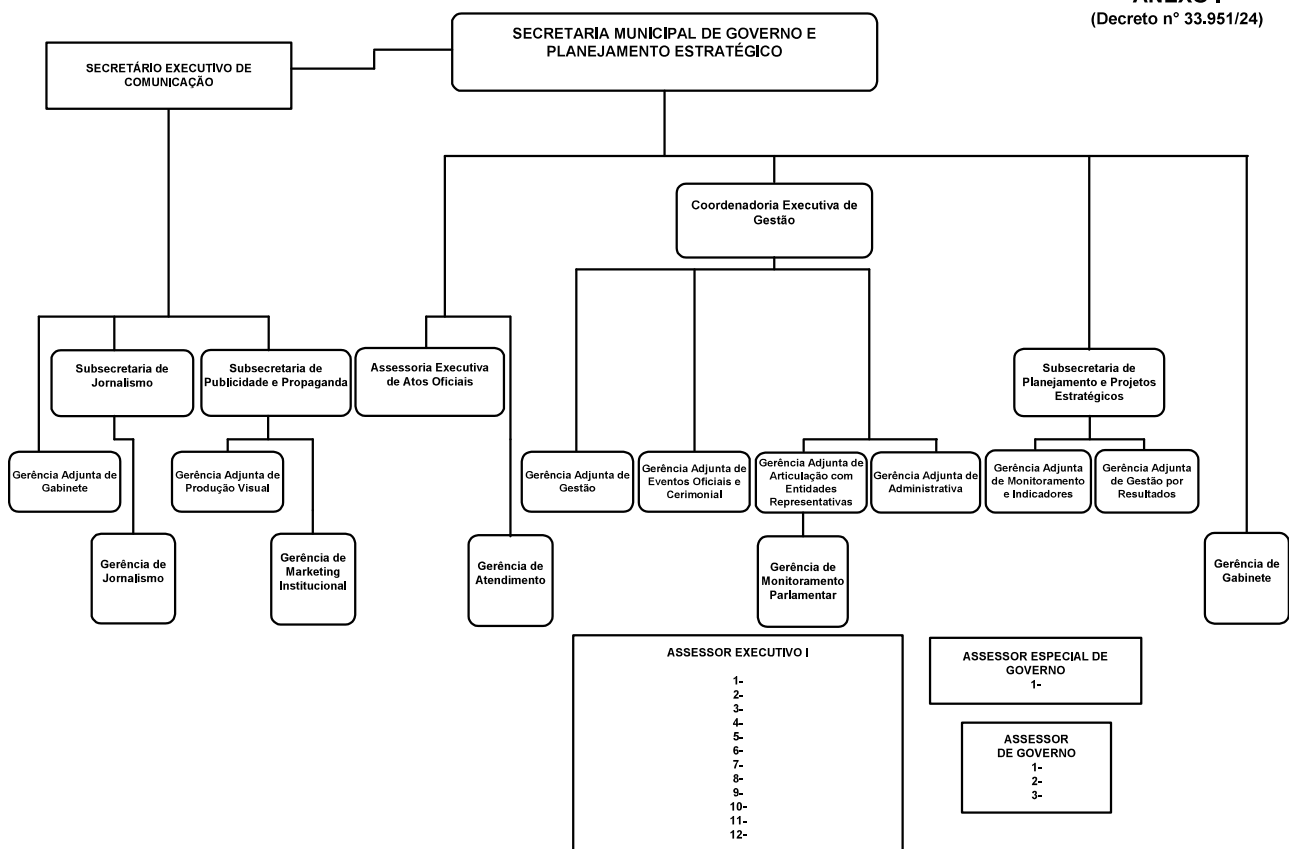 ANEXO I
(Decreto n° 33.951/24)
SECRETARIA MUNICIPAL DE GOVERNO E
PLANEJAMENTO ESTRATÉGICO
SECRETÁRIO EXECUTIVO DE
COMUNICAÇÃO
Coordenadoria Executiva de
Gestão
Subsecretaria de
Jornalismo
Subsecretaria de
Publicidade e Propaganda
Assessoria Executiva
de Atos Oficiais
Subsecretaria de
Planejamento e Projetos
Estratégicos
Gerência Adjunta de
Gabinete
Gerência Adjunta de
Produção Visual
Gerência Adjunta de
Gestão
Gerência Adjunta de
Eventos Oficiais e
Cerimonial
Gerência Adjunta de
Articulação com
Entidades
Representativas
Gerência Adjunta de
Administrativa
Gerência Adjunta
de Monitoramento
e Indicadores
Gerência Adjunta
de Gestão por
Resultados
Gerência de
Jornalismo
Gerência de
Marketing
Institucional
Gerência de
Atendimento
Gerência de
Monitoramento
Parlamentar
Gerência de
Gabinete
ASSESSOR EXECUTIVO I
1-
2-
3-
4-
5-
6-
7-
8-
9-
10-
11-
12-
ASSESSOR ESPECIAL DE
GOVERNO
1-
ASSESSOR
DE GOVERNO
1-
2-
3-